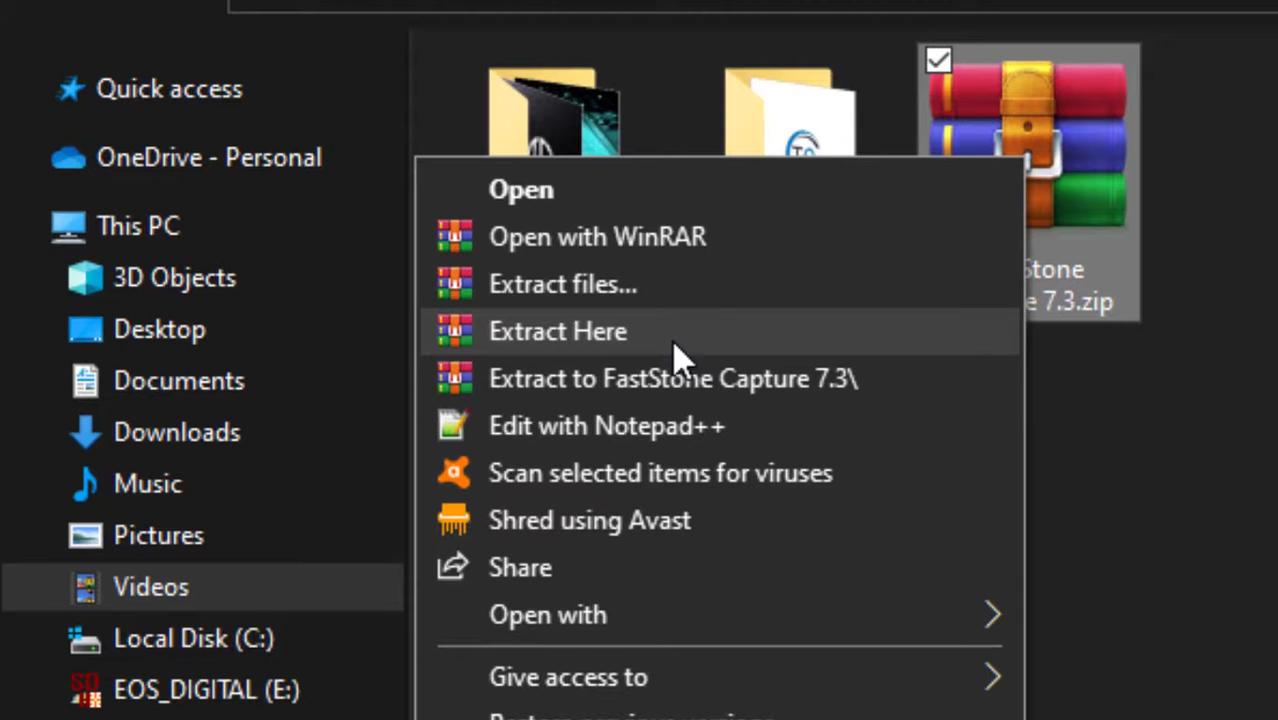 Quick access
OneDrive - Personal
This PC
3D Objects
Desktop
Documents
Downloads
Music
Pictures
Videos
Local Disk (C:)
EOS_DIGITAL (E:)
Stone
e 7.3.zip
Open
Open with WinRAR
Extract files...
Extract Here
Extract to FastStone Capture 7.3\
Edit with Notepad++
Scan selected items for viruses
Shred using Avast
Share
Open with
Give access to